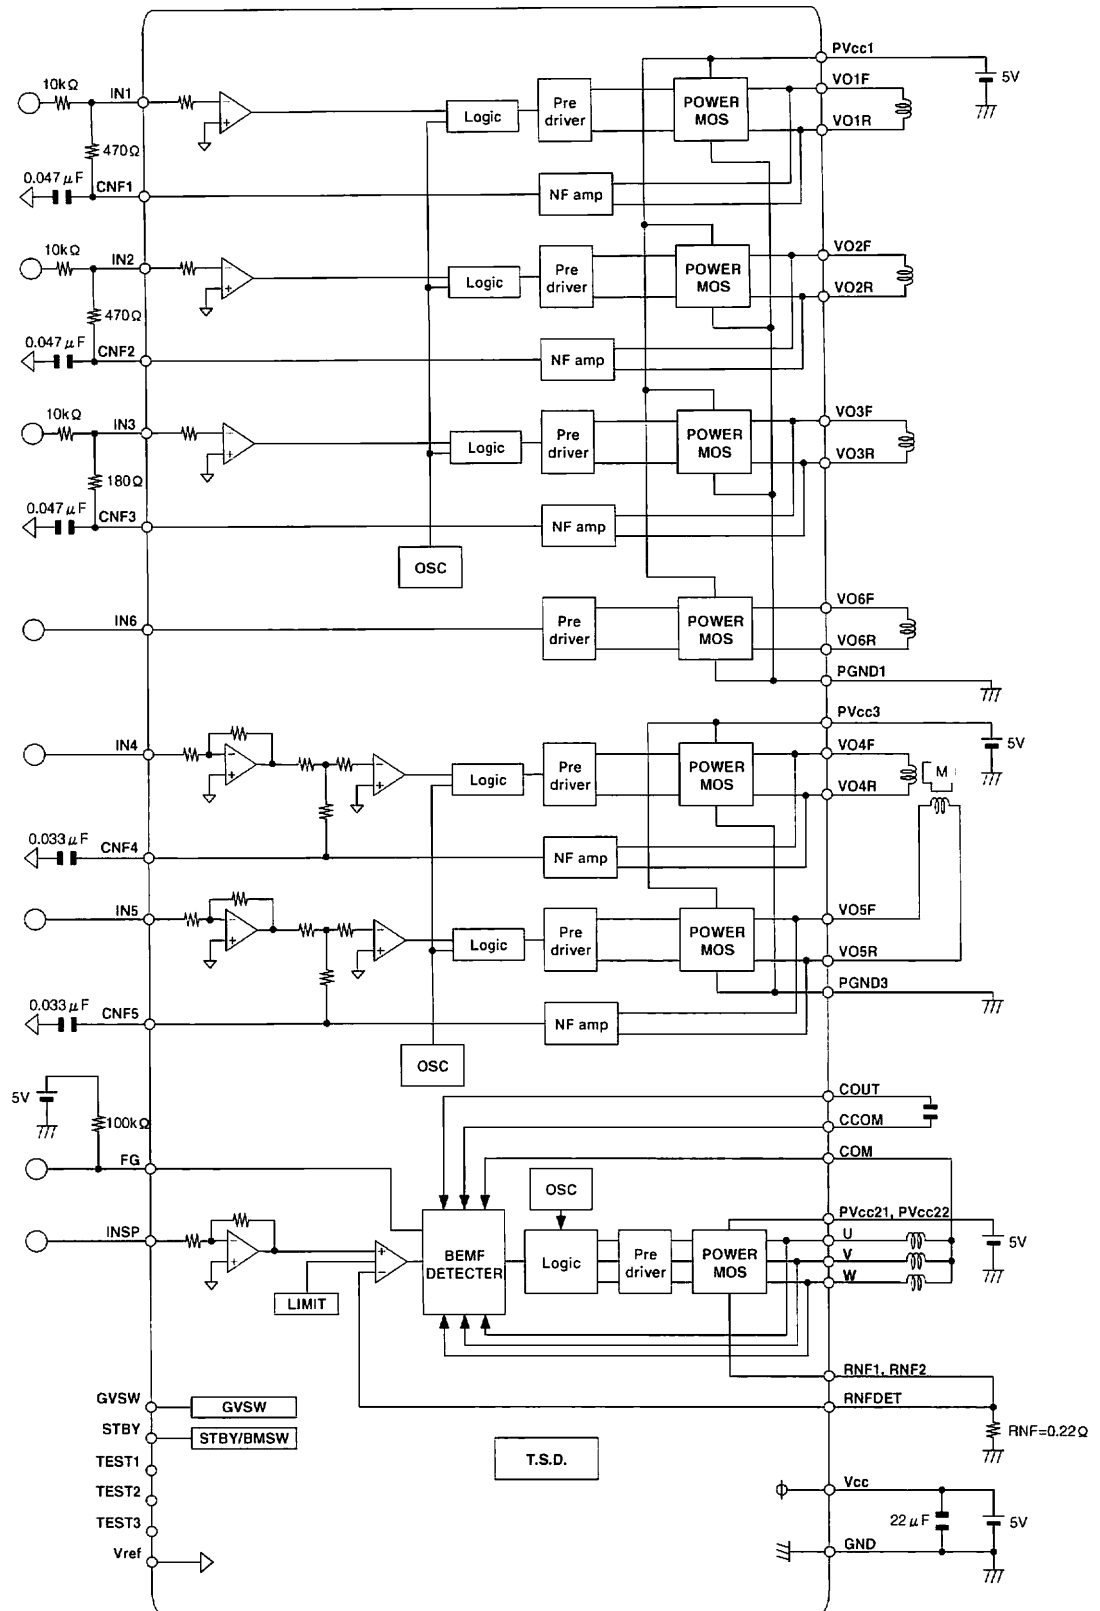 PVcc1
5V
10kΩ
IN1
VO1F
Pre driver
POWER MOS
Logic
VO1R
470Ω
0.047μF
CNF1
NF amp
10kΩ
IN2
VO2F
Pre driver
POWER MOS
Logic
VO2R
470Ω
0.047μF
CNF2
NF amp
10kΩ
IN3
VO3F
Pre driver
POWER MOS
Logic
VO3R
180Ω
0.047μF
CNF3
NF amp
OSC
VO6F
IN6
Pre driver
POWER MOS
VO6R
PGND1
PVcc3
5V
IN4
VO4F
Pre driver
POWER MOS
M
Logic
VO4R
0.033μF
CNF4
NF amp
IN5
VO5F
Pre driver
POWER MOS
Logic
VO5R
PGND3
0.033μF
CNF5
NF amp
OSC
5V
COUT
100kΩ
CCOM
FG
COM
OSC
PVcc21, PVcc22
INSP
U
5V
BEMF DETECTER
Logic
Pre driver
POWER MOS
V
W
LIMIT
RNF1, RNF2
GVSW
GVSW
RNFDET
STBY
STBY/BMSW
RNF=0.22Ω
TEST1
T.S.D.
TEST2
Vcc
TEST3
22μF
5V
Vref
GND